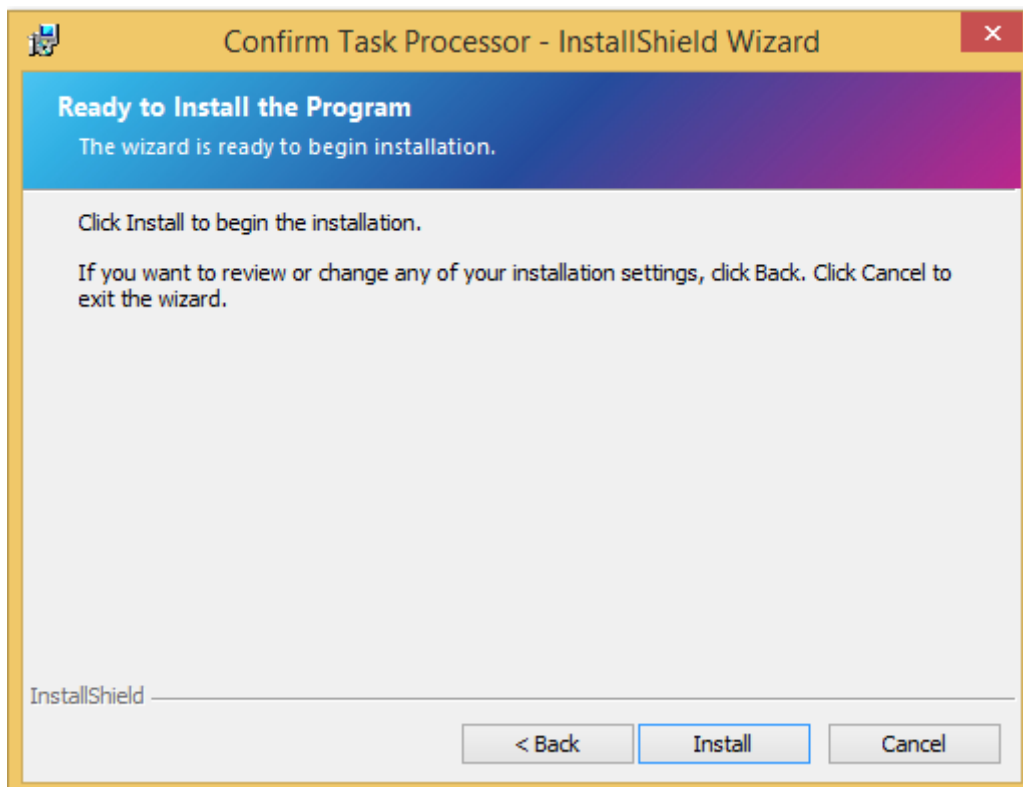 Confirm Task Processor - InstallShield Wizard
Ready to Install the Program
The wizard is ready to begin installation.
Click Install to begin the installation.
If you want to review or change any of your installation settings, click Back. Click Cancel to
exit the wizard.
InstallShield
< Back Install Cancel